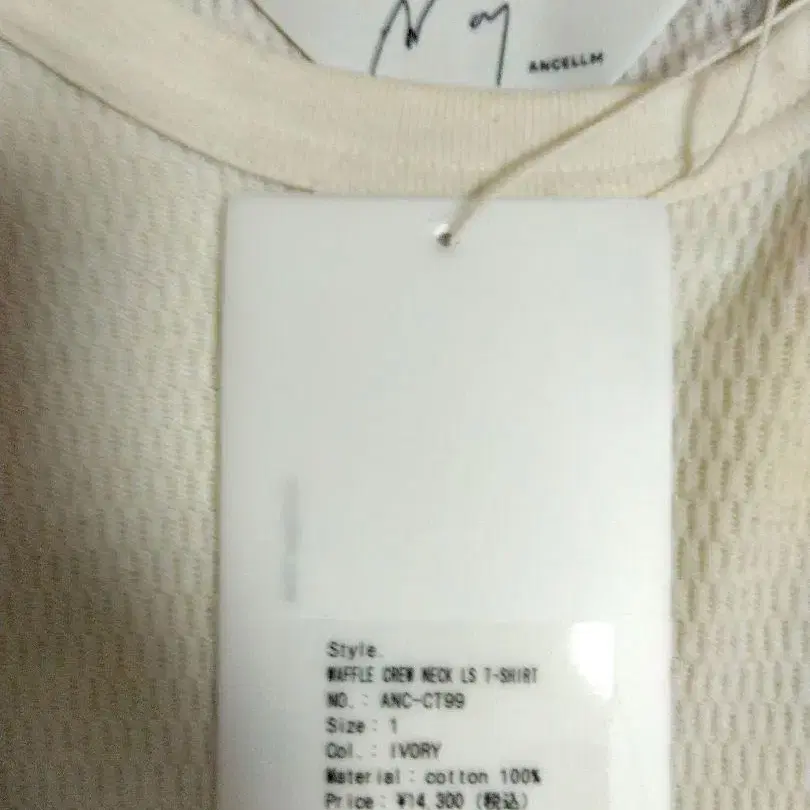 ANCELLM
Style.
WAFFLE CREW NECK LS T-SHIRT
NO. : ANC-CT99
Size : 1
Col. : IVORY
Material : cotton 100%
Price : ¥14,300 (税込)